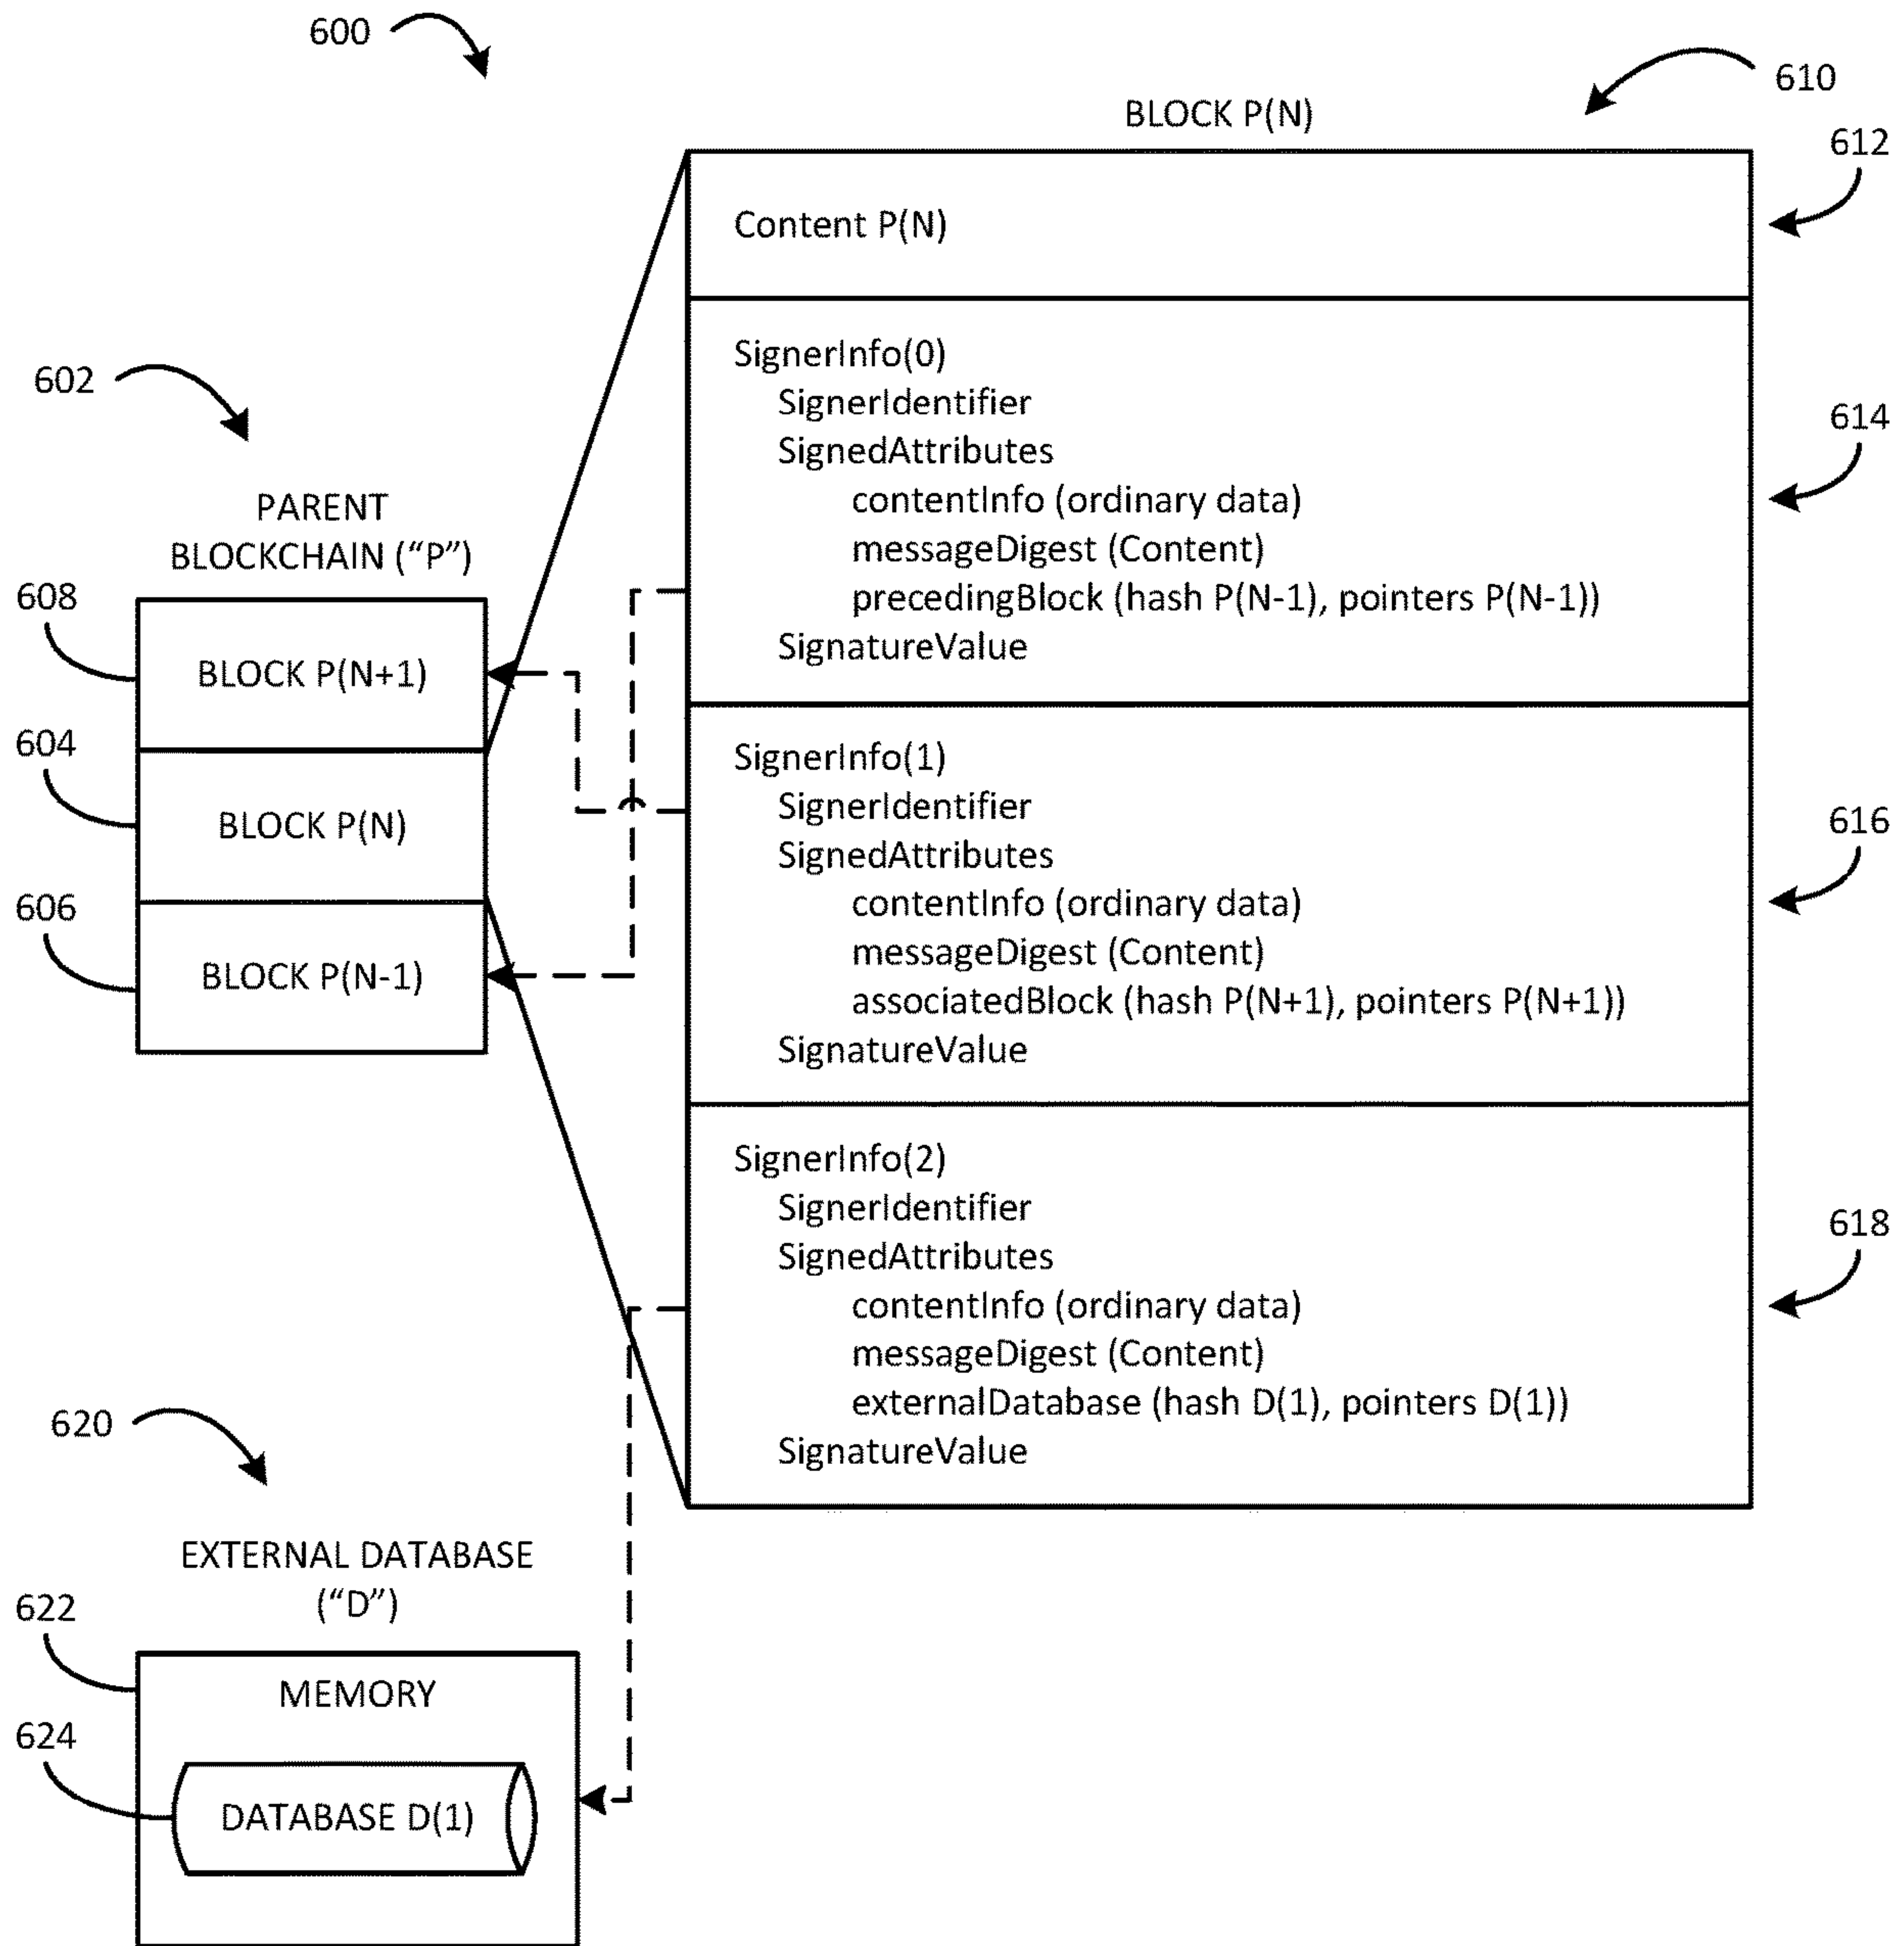 600
610
BLOCK P(N)
612
Content P(N)
SignerInfo(0)
SignerIdentifier
SignedAttributes
contentInfo (ordinary data)
messageDigest (Content)
precedingBlock (hash P(N-1), pointers P(N-1))
SignatureValue
614
SignerInfo(1)
SignerIdentifier
SignedAttributes
contentInfo (ordinary data)
messageDigest (Content)
associatedBlock (hash P(N+1), pointers P(N+1))
SignatureValue
616
SignerInfo(2)
SignerIdentifier
SignedAttributes
contentInfo (ordinary data)
messageDigest (Content)
externalDatabase (hash D(1), pointers D(1))
SignatureValue
618
602
PARENT
BLOCKCHAIN (“P”)
608
BLOCK P(N+1)
604
BLOCK P(N)
606
BLOCK P(N-1)
620
EXTERNAL DATABASE
(“D”)
622
MEMORY
624
DATABASE D(1)